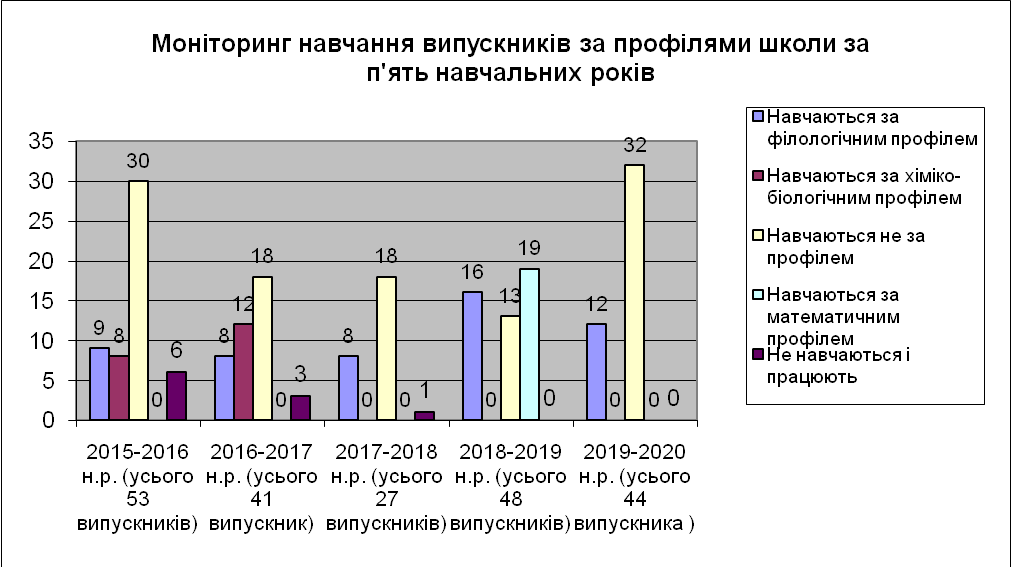 Моніторинг навчання випускників за профілями школи за
п'ять навчальних років
35
30
25
20
15
10
5
0
9
8
30
0
6
8
12
18
0
3
8
0
18
0
1
16
0
13
19
0
12
0
32
0
0
2015-2016
н.р. (усього
53
випускників)
2016-2017
н.р. (усього
41
випускник)
2017-2018
н.р. (усього
27
випускників)
2018-2019
н.р. (усього
48
випускників)
2019-2020
н.р. (усього
44
випускника )
Навчаються за
філологічним профілем
Навчаються за хіміко-
біологічним профілем
Навчаються не за
профілем
Навчаються за
математичним
профілем
Не навчаються і
працюють